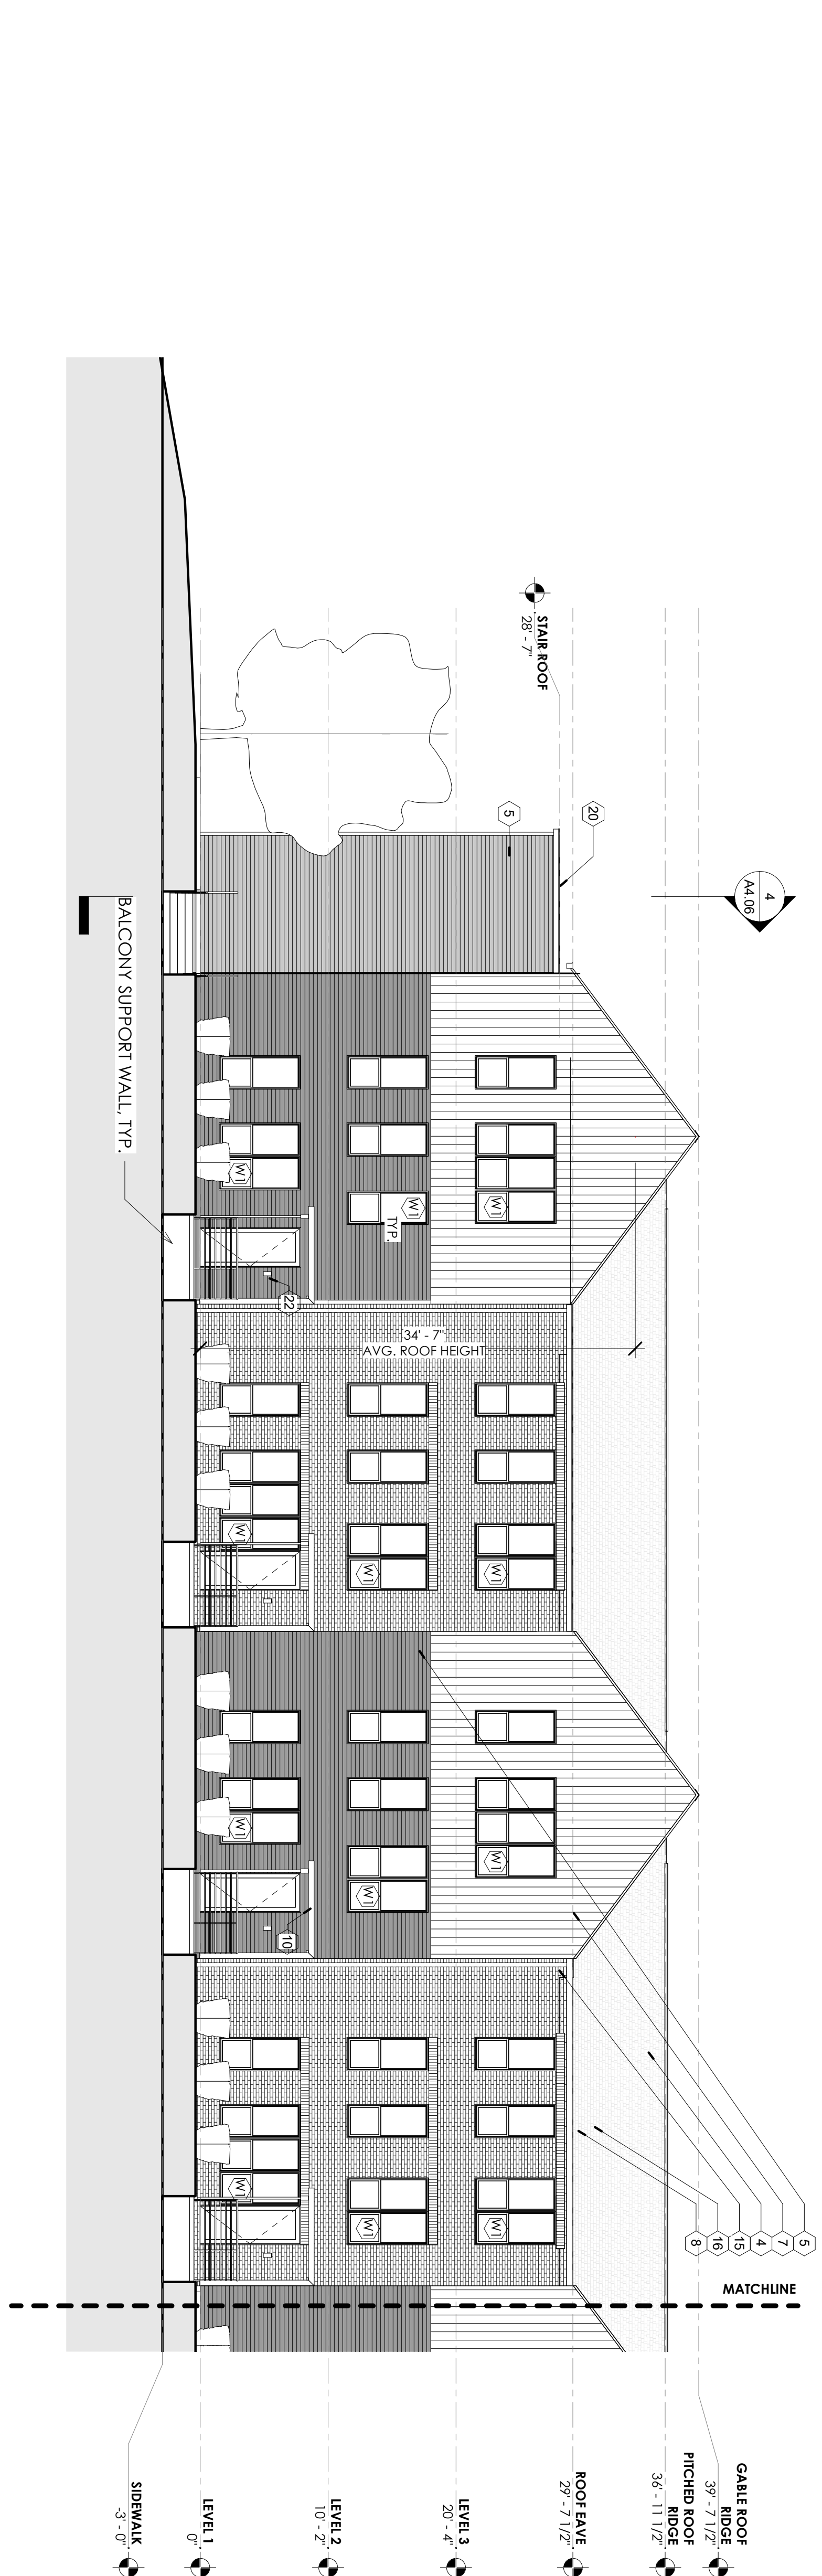 4
A4.06
20
5
STAIR ROOF
28' - 7"
BALCONY SUPPORT WALL, TYP.
W1
W1
TYP.
W1
22
34' - 7"
AVG. ROOF HEIGHT
W1
W1
W1
W1
W1
W1
10
W1
W1
W1
5
7
4
15
16
8
MATCHLINE
GABLE ROOF
RIDGE
39' - 7 1/2"
PITCHED ROOF
RIDGE
36' - 11 1/2"
ROOF EAVE
29' - 7 1/2"
LEVEL 3
20' - 4"
LEVEL 2
10' - 2"
LEVEL 1
0"
SIDEWALK
-3' - 0"